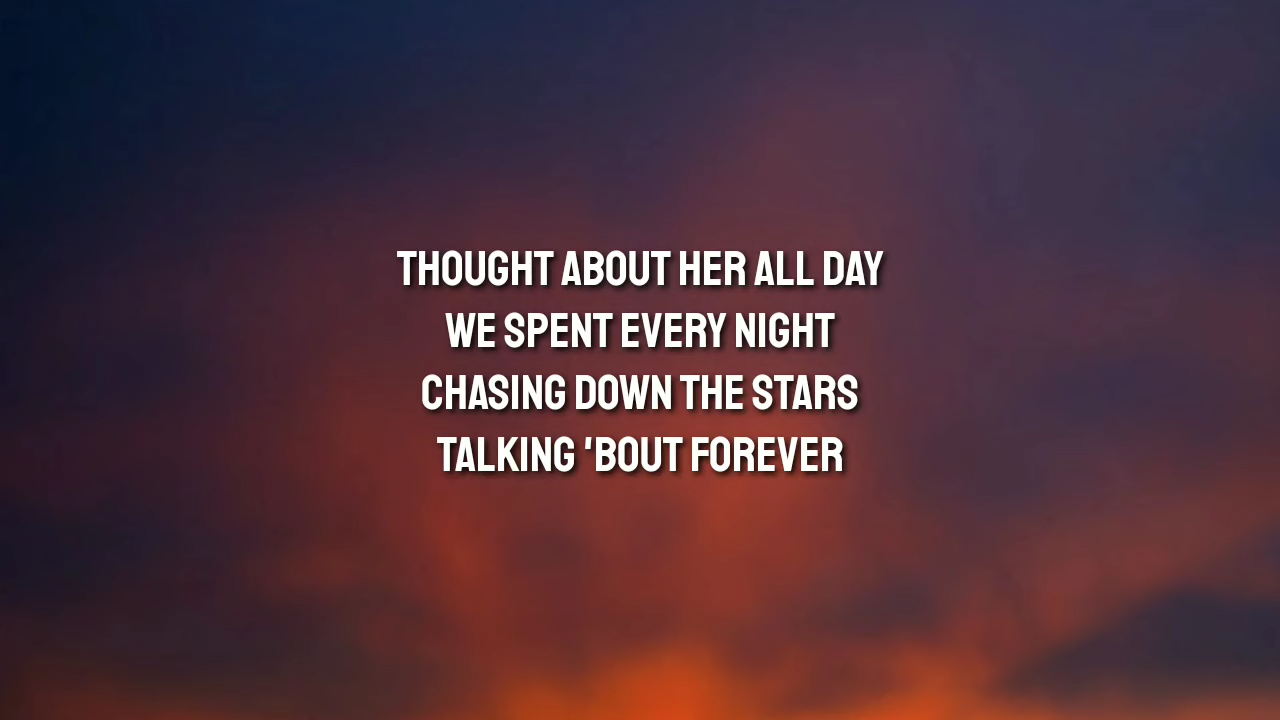 THOUGHT ABOUT HER ALL DAY
WE SPENT EVERY NIGHT
CHASING DOWN THE STARS
TALKING 'BOUT FOREVER